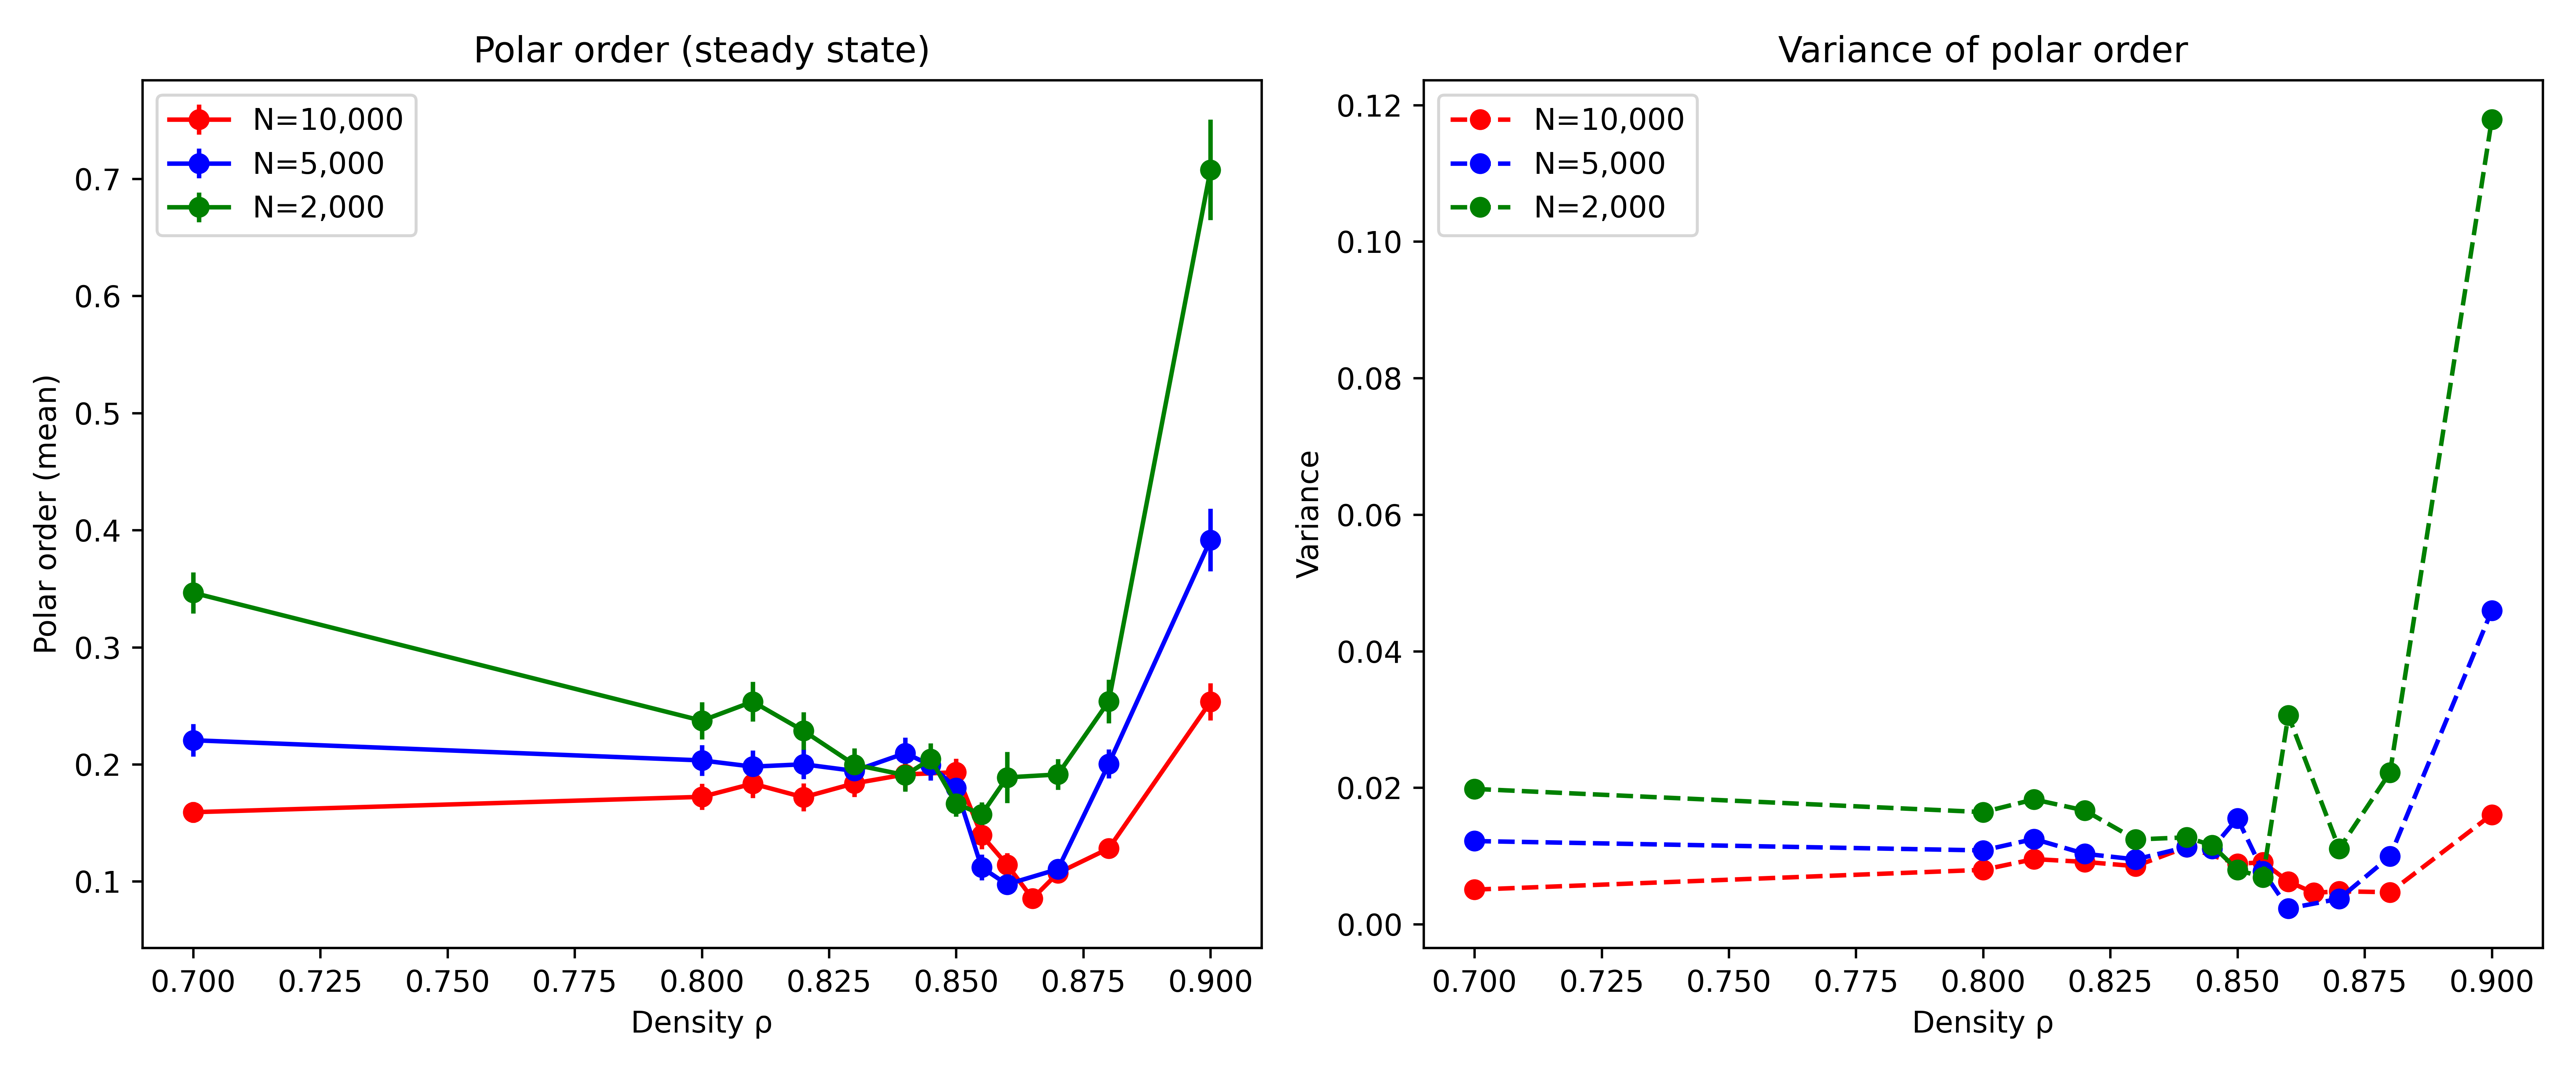 Polar order (steady state)
N=10,000
N=5,000
N=2,000
Polar order (mean)
0.7
0.6
0.5
0.4
0.3
0.2
0.1
0.700 0.725 0.750 0.775 0.800 0.825 0.850 0.875 0.900
Density ρ
Variance of polar order
N=10,000
N=5,000
N=2,000
Variance
0.12
0.10
0.08
0.06
0.04
0.02
0.00
0.700 0.725 0.750 0.775 0.800 0.825 0.850 0.875 0.900
Density ρ